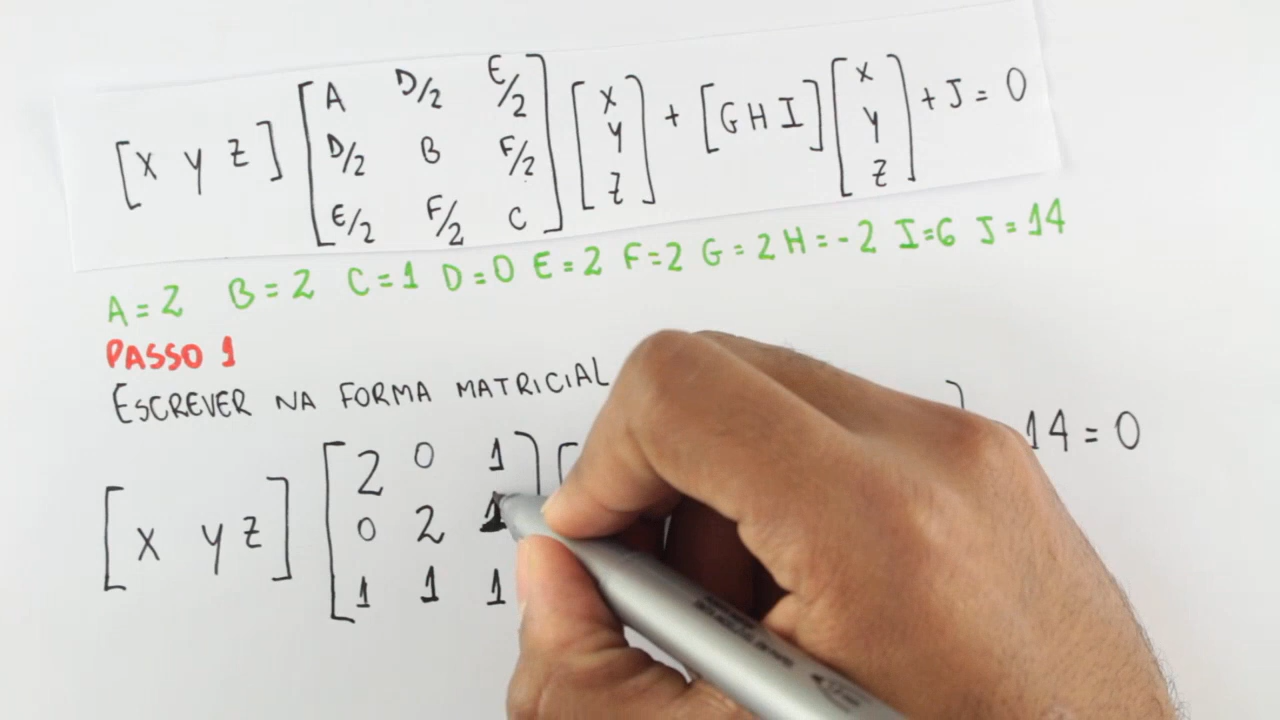 [x y z] [A D/2 E/2
D/2 B F/2
E/2 F/2 C] [x
y
z] + [G H I] [x
y
z] + J = 0
A = 2 B = 2 C = 1 D = 0 E = 2 F = 2 G = 2 H = -2 I = 6 J = 14
PASSO 1
ESCREVER NA FORMA MATRICIAL
[x y z] [2 0 1
0 2 1
1 1 1] [ ] 14 = 0